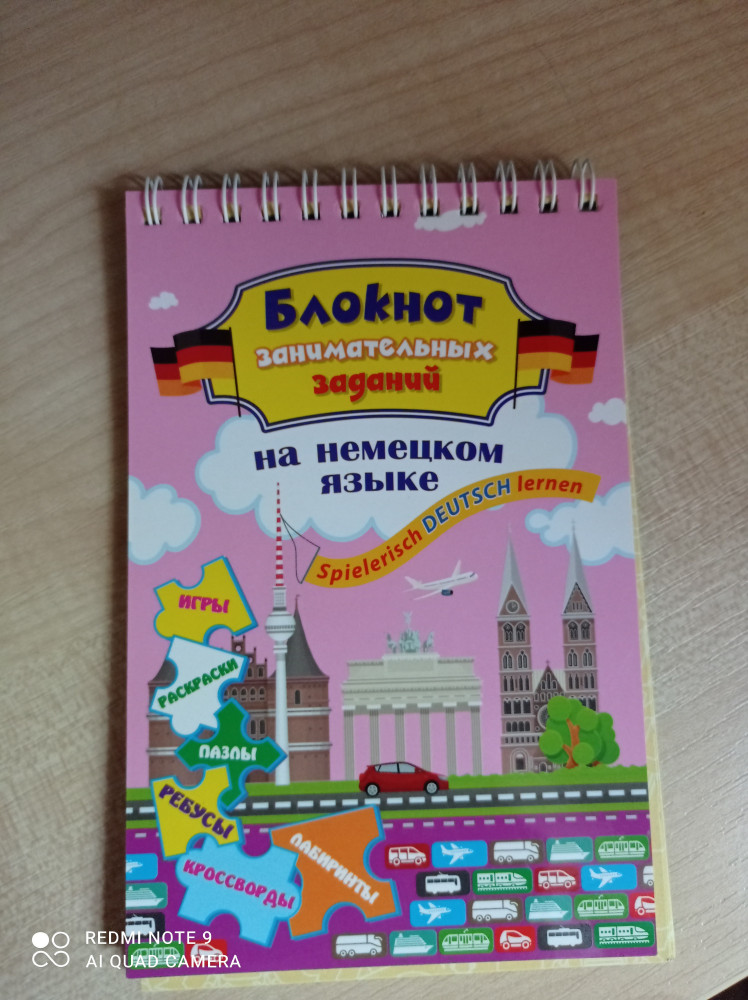 Блокнот
занимательных
заданий
на немецком
языке
Spielerisch DEUTSCH lernen
ИГРЫ
РАСКРАСКИ
ПАЗЛЫ
РЕБУСЫ
КРОССВОРДЫ
ЛАБИРИНТЫ
REDMI NOTE 9
AI QUAD CAMERA